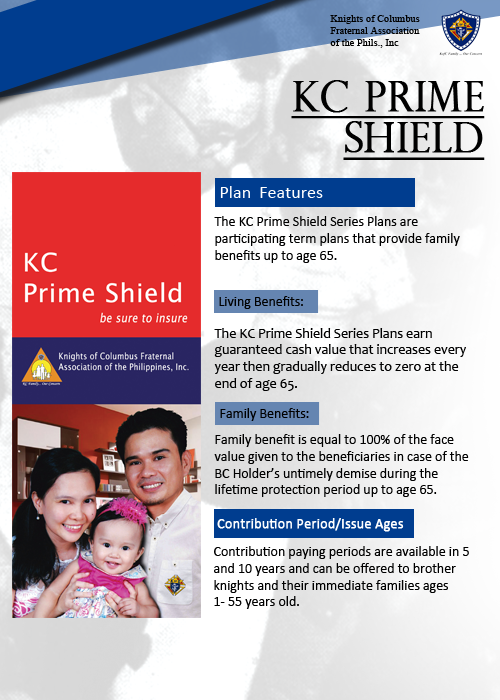 Knights of Columbus
Fraternal Association
of the Phils., Inc
KC PRIME
SHIELD
Plan Features
The KC Prime Shield Series Plans are
participating term plans that provide family
benefits up to age 65.
KC
Prime Shield
be sure to insure
Living Benefits:
The KC Prime Shield Series Plans earn
guaranteed cash value that increases every
year then gradually reduces to zero at the
end of age 65.
Knights of Columbus Fraternal
Association of the Philippines, Inc.
Family Benefits:
Family benefit is equal to 100% of the face
value given to the beneficiaries in case of the
BC Holder's untimely demise during the
lifetime protection period up to age 65.
Contribution Period/Issue Ages
Contribution paying periods are available in 5
and 10 years and can be offered to brother
knights and their immediate families ages
1- 55 years old.